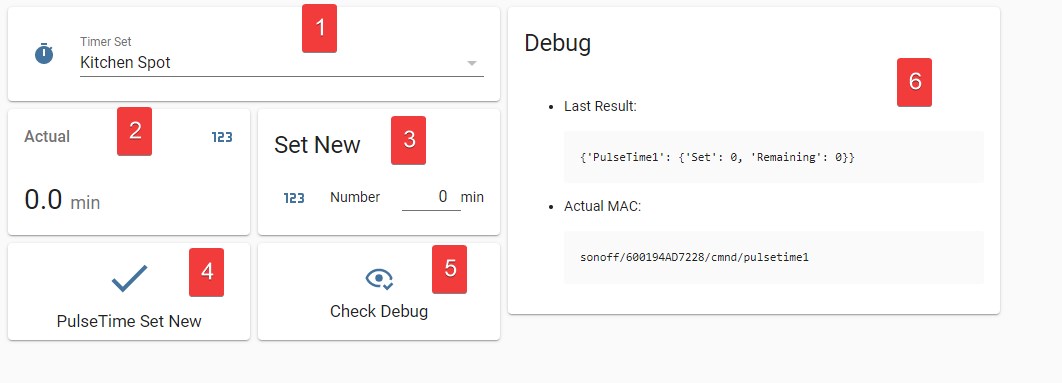 1
Timer Set
Kitchen Spot
Actual
2
123
0.0 min
Set New
3
123
Number
0 min
4
PulseTime Set New
5
Check Debug
Debug
6
Last Result:
{'PulseTime1': {'Set': 0, 'Remaining': 0}}
Actual MAC:
sonoff/600194AD7228/cmnd/pulsetime1